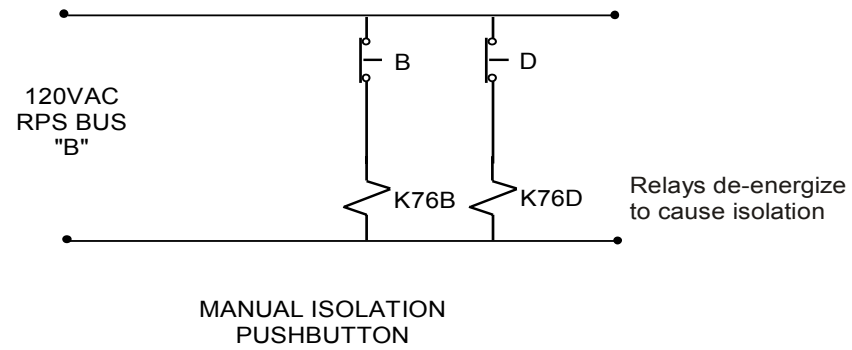 B
D
120VAC
RPS BUS
"B"
K76B
K76D
Relays de-energize
to cause isolation
MANUAL ISOLATION
PUSHBUTTON